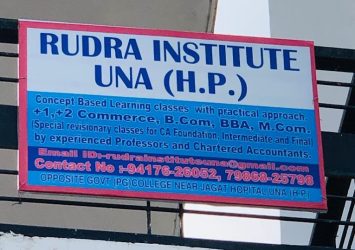 RUDRA INSTITUTE
UNA (H.P.)
Concept Based Learning classes with practical approach.
+1,+2 Commerce, B.Com, BBA, M.Com.
(Special revisionary classes for CA Foundation, Intermediate and Final)
by experienced Professors and Chartered Accountants.
Email ID:-rudrainstituteuna@gmail.com
Contact No :-94176-26052, 79868-25798
OPPOSITE GOVT (PG) COLLEGE NEAR JAGAT HOPITAL UNA (H.P.)